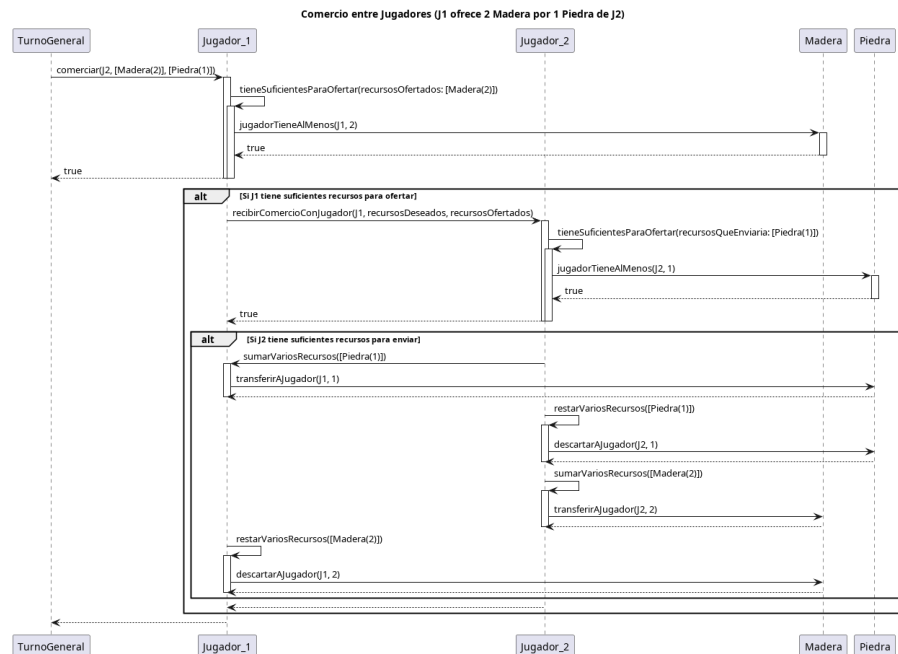 Comercio entre Jugadores (J1 ofrece 2 Madera por 1 Piedra de J2)
TurnoGeneral
Jugador_1
Jugador_2
Madera
Piedra
comerciar(J2, [Madera(2)], [Piedra(1)])
tieneSuficientesParaOfertar(recursosOfertados: [Madera(2)])
jugadorTieneAlMenos(J1, 2)
true
true
alt [Si J1 tiene suficientes recursos para ofertar]
recibirComercioConJugador(J1, recursosDeseados, recursosOfertados)
tieneSuficientesParaOfertar(recursosQueEnviaria: [Piedra(1)])
jugadorTieneAlMenos(J2, 1)
true
true
alt [Si J2 tiene suficientes recursos para enviar]
sumarVariosRecursos([Piedra(1)])
transferirAJugador(J1, 1)
restarVariosRecursos([Piedra(1)])
descartarAJugador(J2, 1)
sumarVariosRecursos([Madera(2)])
transferirAJugador(J2, 2)
restarVariosRecursos([Madera(2)])
descartarAJugador(J1, 2)
TurnoGeneral
Jugador_1
Jugador_2
Madera
Piedra